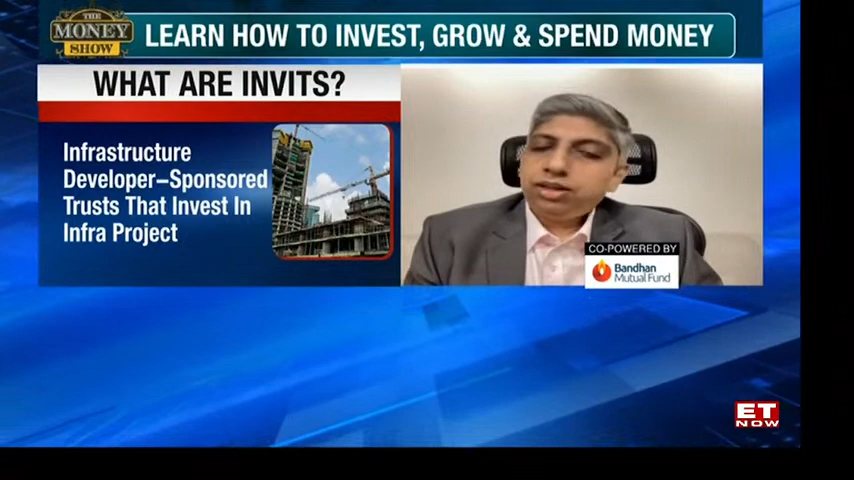 THE
MONEY
SHOW
LEARN HOW TO INVEST, GROW & SPEND MONEY
WHAT ARE INVITS?
Infrastructure
Developer–Sponsored
Trusts That Invest In
Infra Project
CO-POWERED BY
Bandhan
Mutual Fund
ET
NOW